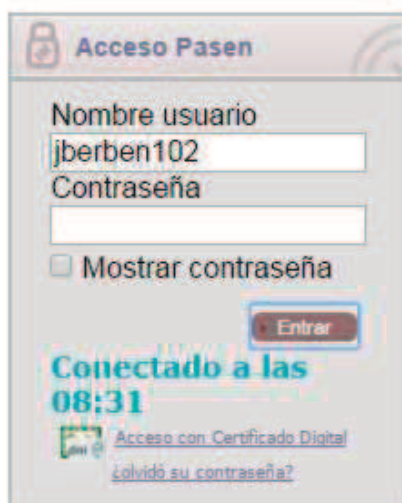 Acceso Pasen
Nombre usuario
jberben102
Contraseña
Mostrar contraseña
Entrar
Conectado a las
08:31
Acceso con Certificado Digital
¿olvidó su contraseña?